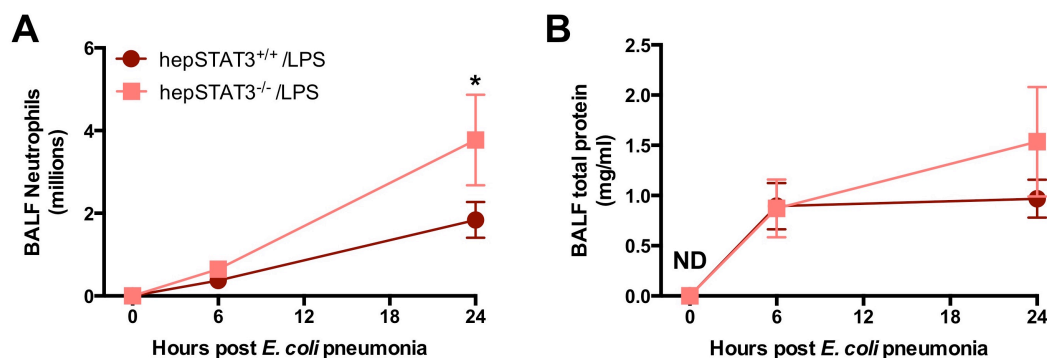 A
BALF Neutrophils
(millions)
6
4
2
0
hepSTAT3+/+ /LPS
hepSTAT3-/- /LPS
*
0 6 12 18 24
Hours post E. coli pneumonia
B
BALF total protein
(mg/ml)
2.5
2.0
1.5
1.0
0.5
0.0
ND
0 6 12 18 24
Hours post E. coli pneumonia